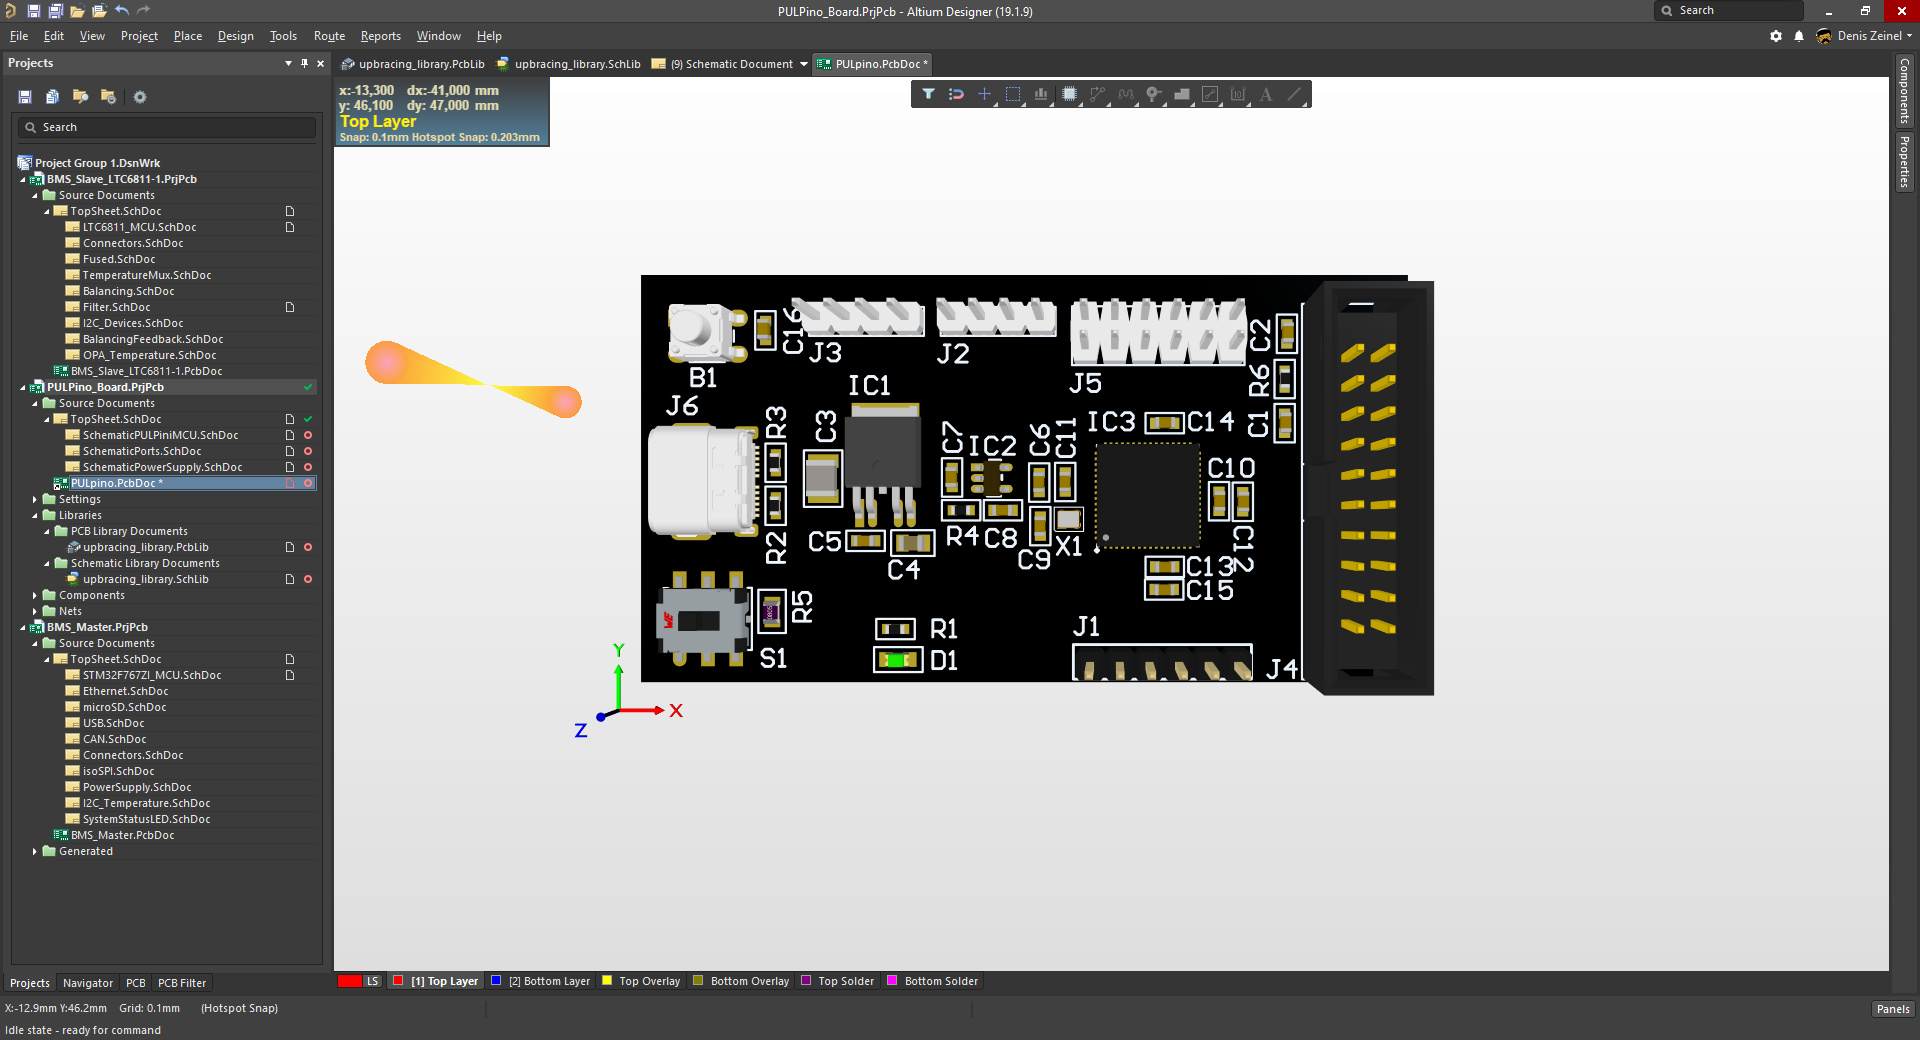 PULPino_Board.PrjPcb - Altium Designer (19.1.9)
Search
File Edit View Project Place Design Tools Route Reports Window Help
Denis Zeinel
Projects
upbracing_library.PcbLib
upbracing_library.SchLib
(9) Schematic Document
PULpino.PcbDoc *
Search
Project Group 1.DsnWrk
BMS_Slave_LTC6811-1.PrjPcb
Source Documents
TopSheet.SchDoc
LTC6811_MCU.SchDoc
Connectors.SchDoc
Fused.SchDoc
TemperatureMux.SchDoc
Balancing.SchDoc
Filter.SchDoc
I2C_Devices.SchDoc
BalancingFeedback.SchDoc
OPA_Temperature.SchDoc
BMS_Slave_LTC6811-1.PcbDoc
PULPino_Board.PrjPcb
Source Documents
TopSheet.SchDoc
SchematicPULPiniMCU.SchDoc
SchematicPorts.SchDoc
SchematicPowerSupply.SchDoc
PULpino.PcbDoc *
Settings
Libraries
PCB Library Documents
upbracing_library.PcbLib
Schematic Library Documents
upbracing_library.SchLib
Components
Nets
BMS_Master.PrjPcb
Source Documents
TopSheet.SchDoc
STM32F767ZI_MCU.SchDoc
Ethernet.SchDoc
microSD.SchDoc
USB.SchDoc
CAN.SchDoc
Connectors.SchDoc
isoSPI.SchDoc
PowerSupply.SchDoc
I2C_Temperature.SchDoc
SystemStatusLED.SchDoc
BMS_Master.PcbDoc
Generated
Projects Navigator PCB PCB Filter
x:-13,300 dx:-41,000 mm
y: 46,100 dy: 47,000 mm
Top Layer
Snap: 0.1mm Hotspot Snap: 0.203mm
B1
C16
J3
J2
J5
C2
R6
C1
J6
R3
C3
IC1
C7
IC2
C6
C11
IC3
C14
C10
C12
R2
C5
C4
R4
C8
C9
X1
C13
C15
WE
R5
S1
R1
D1
J1
J4
Y
X
Z
LS
[1] Top Layer
[2] Bottom Layer
Top Overlay
Bottom Overlay
Top Solder
Bottom Solder
Components
Properties
X:-12.9mm Y:46.2mm Grid: 0.1mm (Hotspot Snap)
Panels
Idle state - ready for command